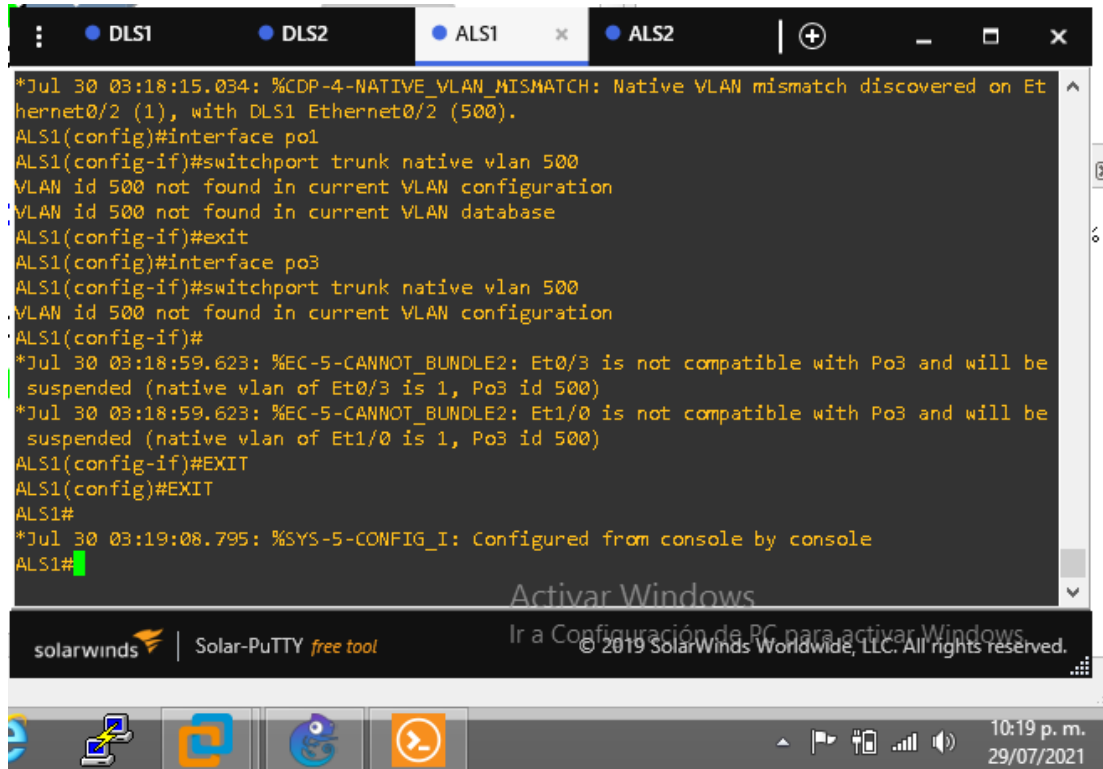 DLS1 DLS2 ALS1 × ALS2
*Jul 30 03:18:15.034: %CDP-4-NATIVE_VLAN_MISMATCH: Native VLAN mismatch discovered on Et
hernet0/2 (1), with DLS1 Ethernet0/2 (500).
ALS1(config)#interface po1
ALS1(config-if)#switchport trunk native vlan 500
VLAN id 500 not found in current VLAN configuration
VLAN id 500 not found in current VLAN database
ALS1(config-if)#exit
ALS1(config)#interface po3
ALS1(config-if)#switchport trunk native vlan 500
VLAN id 500 not found in current VLAN configuration
ALS1(config-if)#
*Jul 30 03:18:59.623: %EC-5-CANNOT_BUNDLE2: Et0/3 is not compatible with Po3 and will be
suspended (native vlan of Et0/3 is 1, Po3 id 500)
*Jul 30 03:18:59.623: %EC-5-CANNOT_BUNDLE2: Et1/0 is not compatible with Po3 and will be
suspended (native vlan of Et1/0 is 1, Po3 id 500)
ALS1(config-if)#EXIT
ALS1(config)#EXIT
ALS1#
*Jul 30 03:19:08.795: %SYS-5-CONFIG_I: Configured from console by console
ALS1#
Activar Windows
Ir a Configuración de PC para activar Windows.
solarwinds | Solar-PuTTY free tool © 2019 SolarWinds Worldwide, LLC. All rights reserved.
10:19 p. m.
29/07/2021